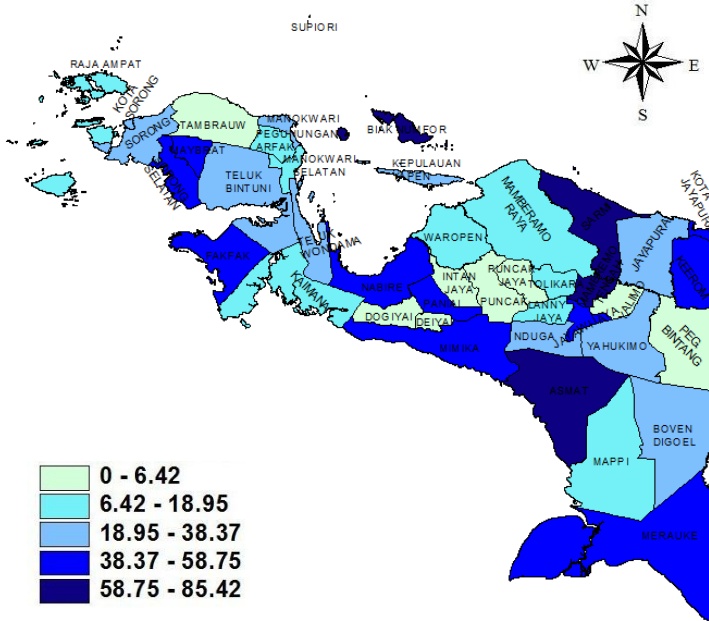 N
W E
S
SUPIORI
RAJA AMPAT
KOTA
SORONG
SORONG
TAMBRAUW
MANOKWARI
PEGUNUNGAN
ARFAK
MANOKWARI
SELATAN
BIAK NUMFOR
MAYBRAT
SORONG
SELATAN
TELUK
BINTUNI
KEPULAUAN
YAPEN
MAMBERAMO
RAYA
SARMI
KOTA
JAYAPURA
JAYAPURA
KEEROM
TELUK
WONDAMA
WAROPEN
FAKFAK
KAIMANA
NABIRE
INTAN
JAYA
PUNCAK
JAYA
TOLIKARA
PUNCAK
LANNY
JAYA
PANIAI
DOGIYAI
DEIYAI
MIMIKA
NDUGA
YALIMO
YAHUKIMO
PEG
BINTANG
ASMAT
MAPPI
BOVEN
DIGOEL
MERAUKE
0 - 6.42
6.42 - 18.95
18.95 - 38.37
38.37 - 58.75
58.75 - 85.42